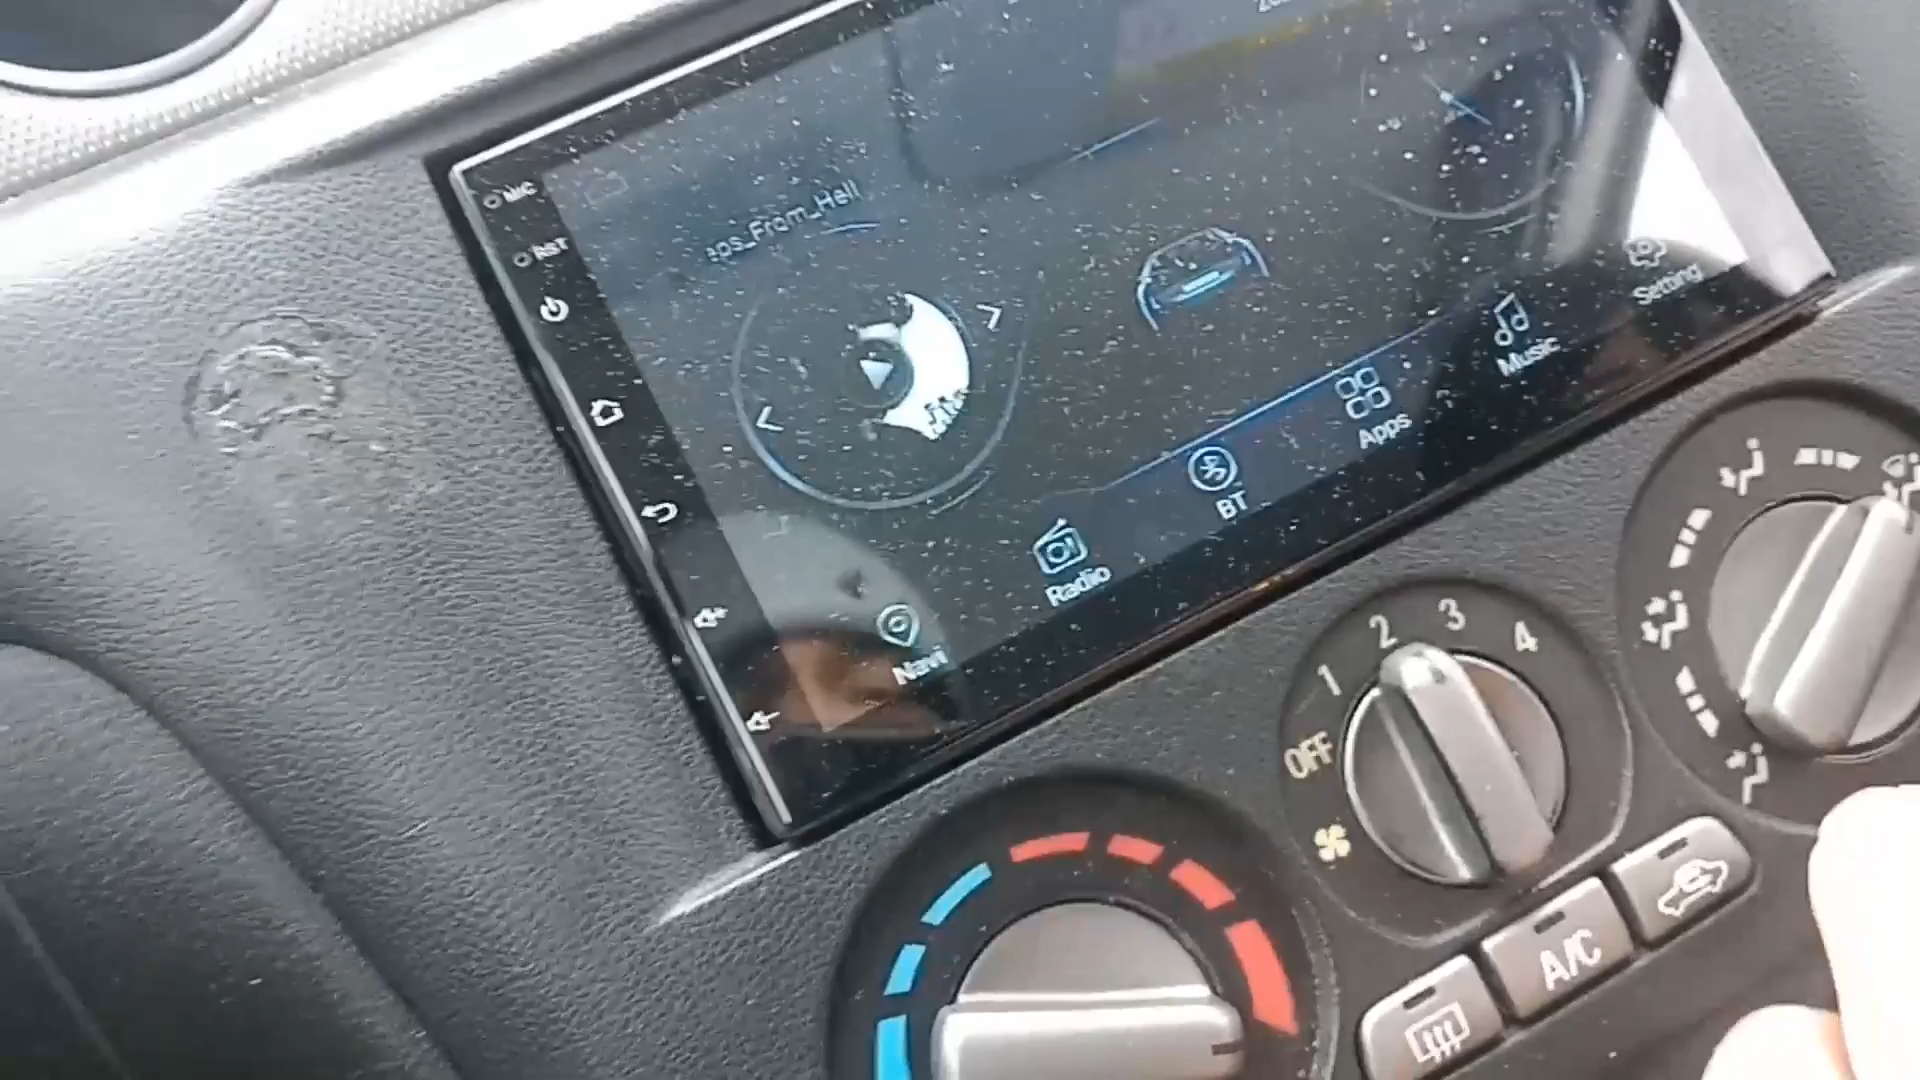 MIC
RST
eps_From_Hell
Setting
Music
Apps
BT
Radio
Navi
1
2
3
4
OFF
A/C